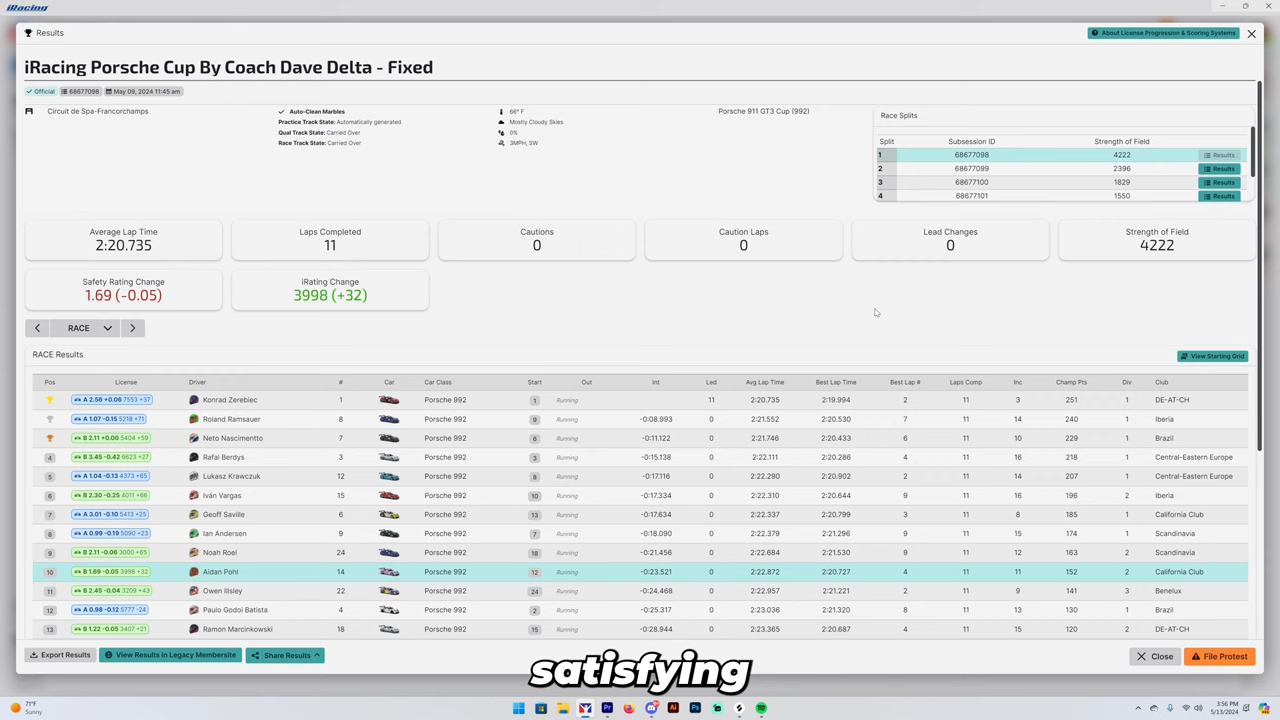 iRacing
Results
About License Progression & Scoring Systems
iRacing Porsche Cup By Coach Dave Delta - Fixed
Official 68677098 May 09, 2024 11:45 am
Circuit de Spa-Francorchamps
Auto-Clean Marbles
Practice Track State: Automatically generated
Qual Track State: Carried Over
Race Track State: Carried Over
66° F
Mostly Cloudy Skies
0%
3MPH, SW
Porsche 911 GT3 Cup (992)
Race Splits
Split Subsession ID Strength of Field
1 68677098 4222 Results
2 68677099 2396 Results
3 68677100 1829 Results
4 68677101 1550 Results
Average Lap Time
2:20.735
Laps Completed
11
Cautions
0
Caution Laps
0
Lead Changes
0
Strength of Field
4222
Safety Rating Change
1.69 (-0.05)
iRating Change
3998 (+32)
RACE
RACE Results
View Starting Grid
Pos License Driver # Car Car Class Start Out Int Led Avg Lap Time Best Lap Time Best Lap # Laps Comp Inc Champ Pts Div Club
A 2.56 +0.06 7553 +37 Konrad Zerebiec 1 Porsche 992 1 Running 11 2:20.735 2:19.994 2 11 3 251 1 DE-AT-CH
A 1.07 -0.15 5218 +71 Roland Ramsauer 8 Porsche 992 9 Running -0:08.993 0 2:21.552 2:20.530 7 11 14 240 1 Iberia
B 2.11 +0.00 5404 +59 Neto Nascimentto 7 Porsche 992 6 Running -0:11.122 0 2:21.746 2:20.433 6 11 10 229 1 Brazil
4 B 3.45 -0.42 6623 +27 Rafal Berdys 3 Porsche 992 3 Running -0:15.138 0 2:22.111 2:20.286 4 11 16 218 1 Central-Eastern Europe
5 A 1.04 -0.13 4373 +65 Lukasz Krawczuk 12 Porsche 992 8 Running -0:17.116 0 2:22.290 2:20.902 2 11 14 207 1 Central-Eastern Europe
6 B 2.30 -0.25 4011 +66 Iván Vargas 15 Porsche 992 10 Running -0:17.334 0 2:22.310 2:20.644 9 11 16 196 2 Iberia
7 A 3.01 -0.10 5413 +25 Geoff Saville 6 Porsche 992 13 Running -0:17.634 0 2:22.337 2:20.799 3 11 8 185 1 California Club
8 A 0.99 -0.19 5090 +23 Ian Andersen 9 Porsche 992 7 Running -0:18.090 0 2:22.379 2:21.296 8 11 17 174 1 Scandinavia
9 B 2.11 -0.06 3000 +65 Noah Roel 24 Porsche 992 18 Running -0:21.456 0 2:22.684 2:21.530 9 11 12 163 2 Scandinavia
10 B 1.69 -0.05 3998 +32 Aidan Pohl 14 Porsche 992 12 Running -0:23.521 0 2:22.872 2:20.727 4 11 11 152 2 California Club
11 B 2.45 -0.04 3209 +43 Owen Illsley 22 Porsche 992 24 Running -0:24.468 0 2:22.957 2:21.221 2 11 9 141 3 Benelux
12 A 0.98 -0.12 5777 -24 Paulo Godoi Batista 4 Porsche 992 2 Running -0:25.317 0 2:23.036 2:21.320 8 11 13 130 1 Brazil
13 B 1.22 -0.05 3407 +21 Ramon Marcinkowski 18 Porsche 992 15 Running -0:28.944 0 2:23.365 2:20.687 4 11 15 120 2 DE-AT-CH
Export Results
View Results in Legacy Membersite
Share Results
Close
File Protest
satisfying
71°F
Sunny
3:56 PM
5/13/2024